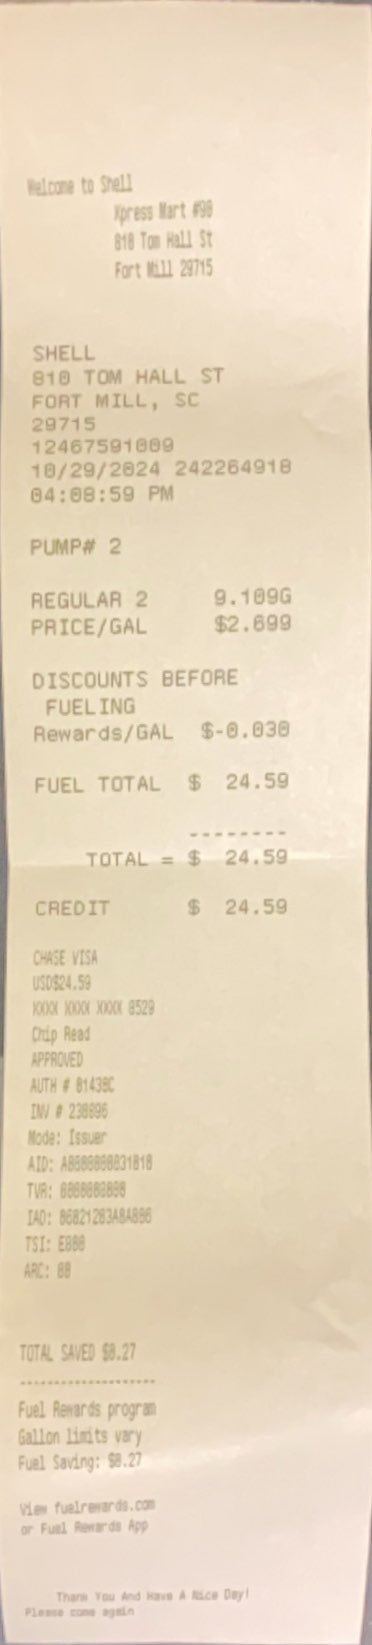 Welcome to Shell
Xpress Mart #98
810 Tom Hall St
Fort Mill 29715
SHELL
810 TOM HALL ST
FORT MILL, SC
29715
12467591009
10/29/2024 242264918
04:08:59 PM
PUMP# 2
REGULAR 2 9.109G
PRICE/GAL $2.699
DISCOUNTS BEFORE
FUELING
Rewards/GAL $-0.030
FUEL TOTAL $ 24.59
--------
TOTAL = $ 24.59
CREDIT $ 24.59
CHASE VISA
USD$24.59
XXXX XXXX XXXX 8529
Chip Read
APPROVED
AUTH # 01438C
INV # 230896
Mode: Issuer
AID: A0000000031010
TVR: 0000000000
IAD:
TSI: E800
ARC: 00
TOTAL SAVED $0.27
--------------------
Fuel Rewards program
Gallon limits vary
Fuel Saving: $0.27
View fuelrewards.com
or Fuel Rewards App
Thank You And Have A Nice Day!
Please come again